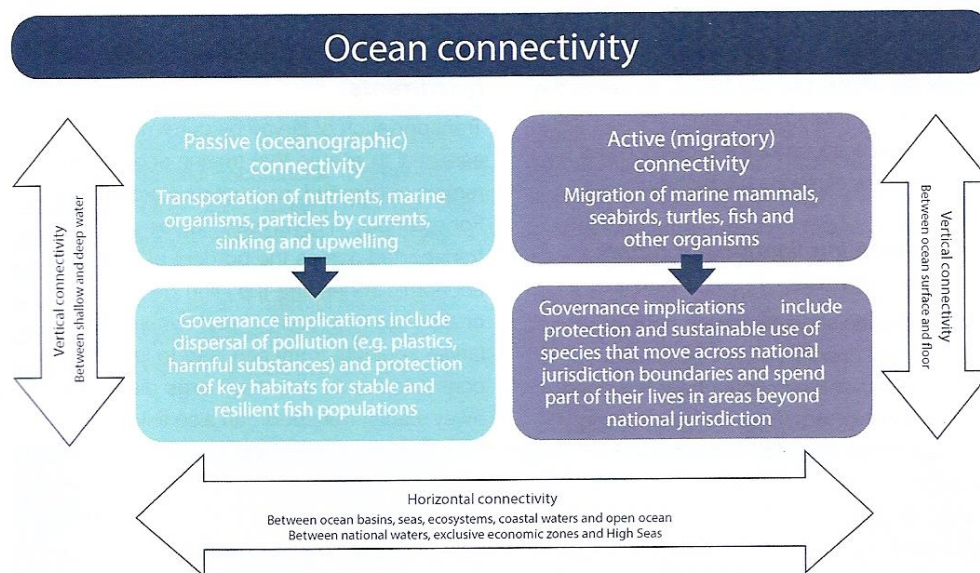 Ocean connectivity
Passive (oceanographic)
connectivity
Transportation of nutrients, marine
organisms, particles by currents,
sinking and upwelling
Active (migratory)
connectivity
Migration of marine mammals,
seabirds, turtles, fish and
other organisms
Vertical connectivity
Between shallow and deep water
Vertical connectivity
Between ocean surface and floor
Governance implications include
dispersal of pollution (e.g. plastics,
harmful substances) and protection
of key habitats for stable and
resilient fish populations
Governance implications include
protection and sustainable use of
species that move across national
jurisdiction boundaries and spend
part of their lives in areas beyond
national jurisdiction
Horizontal connectivity
Between ocean basins, seas, ecosystems, coastal waters and open ocean
Between national waters, exclusive economic zones and High Seas